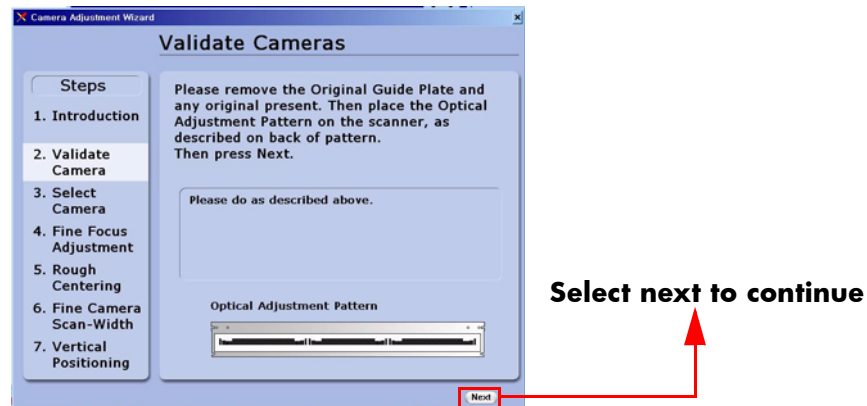 Camera Adjustment Wizard
Validate Cameras
Steps
1. Introduction
2. Validate
Camera
3. Select
Camera
4. Fine Focus
Adjustment
5. Rough
Centering
6. Fine Camera
Scan-Width
7. Vertical
Positioning
Please remove the Original Guide Plate and
any original present. Then place the Optical
Adjustment Pattern on the scanner, as
described on back of pattern.
Then press Next.
Please do as described above.
Optical Adjustment Pattern
Next
Select next to continue